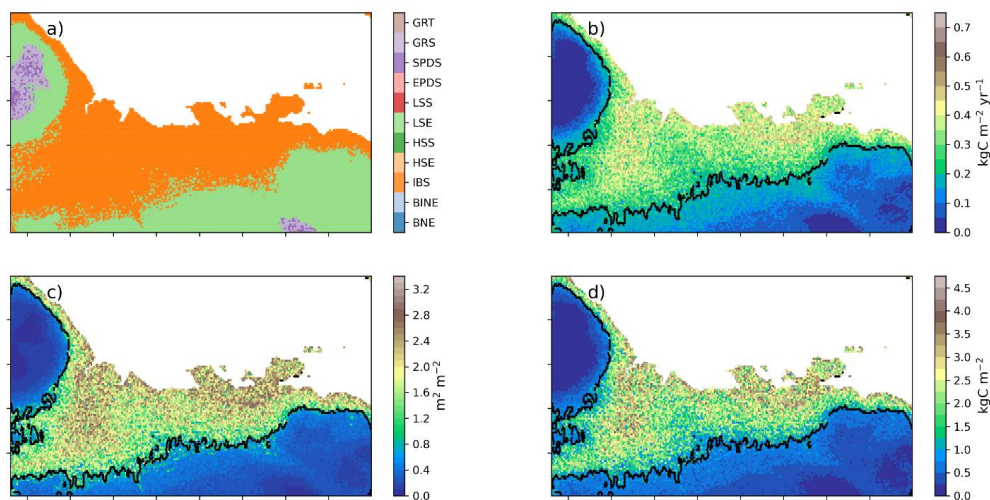 a)
GRT
GRS
SPDS
EPDS
LSS
LSE
HSS
HSE
IBS
BINE
BNE
b)
0.7
0.6
0.5
0.4
0.3
0.2
0.1
0.0
kgC m⁻² yr⁻¹
c)
3.2
2.8
2.4
2.0
1.6
1.2
0.8
0.4
0.0
m² m⁻²
d)
4.5
4.0
3.5
3.0
2.5
2.0
1.5
1.0
0.5
0.0
kgC m⁻²